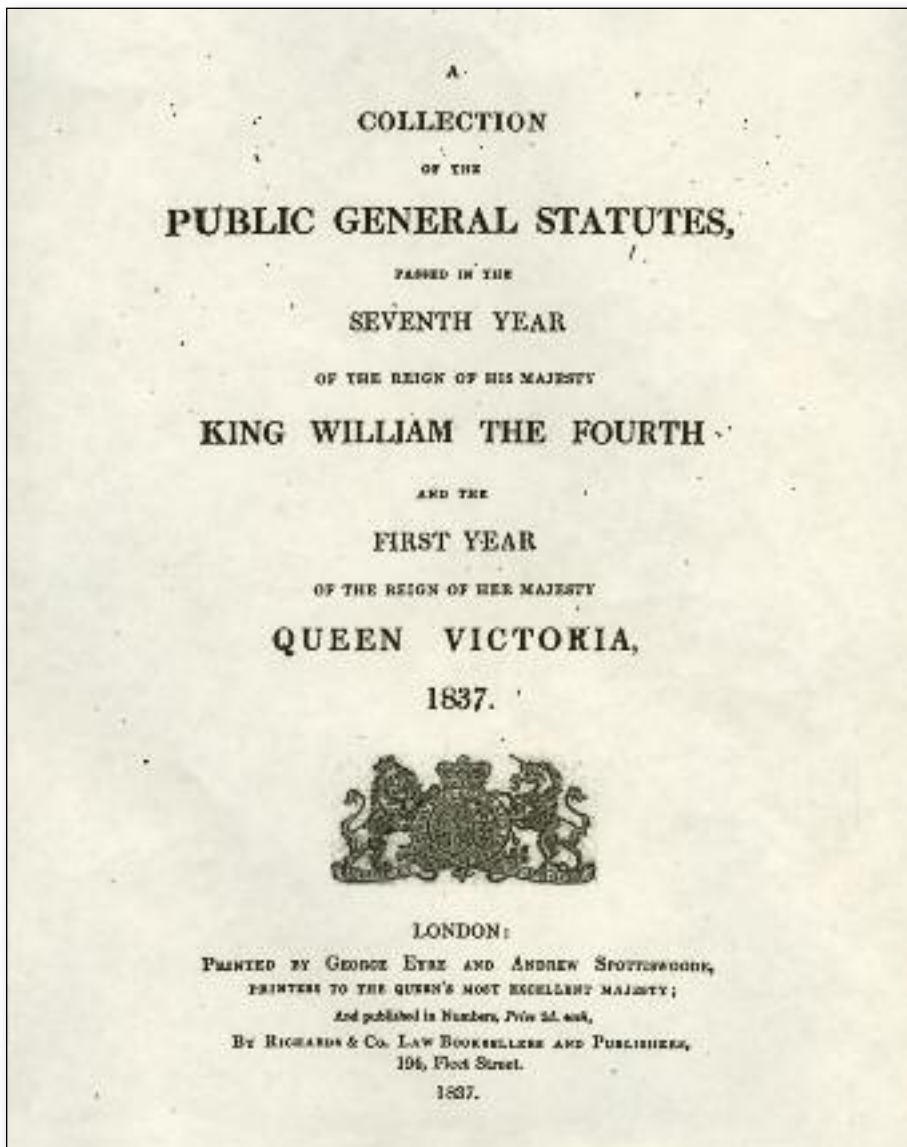 A
COLLECTION
OF THE
PUBLIC GENERAL STATUTES,
PASSED IN THE
SEVENTH YEAR
OF THE REIGN OF HIS MAJESTY
KING WILLIAM THE FOURTH
AND THE
FIRST YEAR
OF THE REIGN OF HER MAJESTY
QUEEN VICTORIA,
1837.
LONDON:
PRINTED BY GEORGE EYRE AND ANDREW SPOTTISWOODE,
PRINTERS TO THE QUEEN'S MOST EXCELLENT MAJESTY;
And published in Numbers, Price each,
BY RICHARDS & Co. LAW BOOKSELLERS AND PUBLISHERS,
194, Fleet Street.
1837.